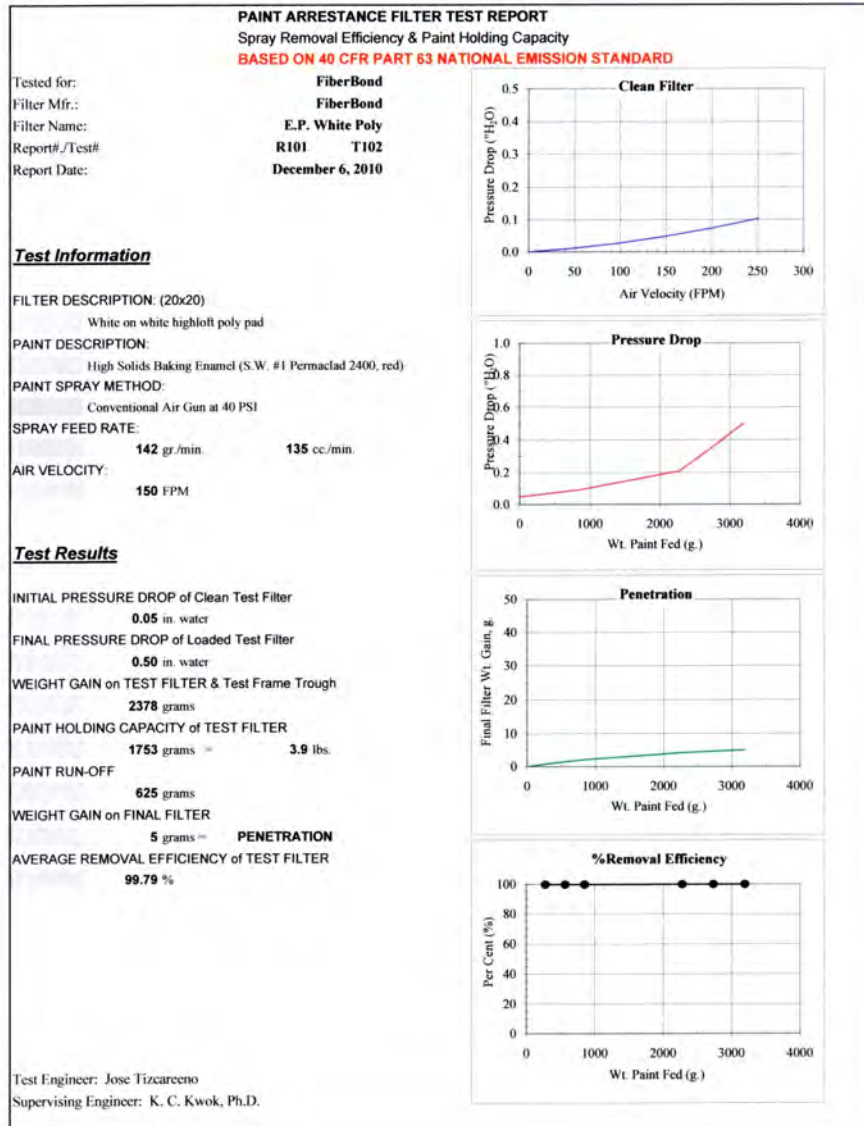 PAINT ARRESTANCE FILTER TEST REPORT
Spray Removal Efficiency & Paint Holding Capacity
BASED ON 40 CFR PART 63 NATIONAL EMISSION STANDARD
Tested for: FiberBond
Filter Mfr.: FiberBond
Filter Name: E.P. White Poly
Report#./Test# R101 T102
Report Date: December 6, 2010
Test Information
FILTER DESCRIPTION: (20x20)
White on white highloft poly pad
PAINT DESCRIPTION:
High Solids Baking Enamel (S.W. #1 Permaclad 2400, red)
PAINT SPRAY METHOD:
Conventional Air Gun at 40 PSI
SPRAY FEED RATE:
142 gr./min. 135 cc./min.
AIR VELOCITY:
150 FPM
Test Results
INITIAL PRESSURE DROP of Clean Test Filter
0.05 in. water
FINAL PRESSURE DROP of Loaded Test Filter
0.50 in. water
WEIGHT GAIN on TEST FILTER & Test Frame Trough
2378 grams
PAINT HOLDING CAPACITY of TEST FILTER
1753 grams = 3.9 lbs.
PAINT RUN-OFF
625 grams
WEIGHT GAIN on FINAL FILTER
5 grams = PENETRATION
AVERAGE REMOVAL EFFICIENCY of TEST FILTER
99.79 %
Test Engineer: Jose Tizcareeno
Supervising Engineer: K. C. Kwok, Ph.D.
Clean Filter
Pressure Drop ("H₂O)
0.5
0.4
0.3
0.2
0.1
0.0
0 50 100 150 200 250 300
Air Velocity (FPM)
Pressure Drop
Pressure Drop ("H₂O)
1.0
0.8
0.6
0.4
0.2
0.0
0 1000 2000 3000 4000
Wt. Paint Fed (g.)
Penetration
Final Filter Wt. Gain, g.
50
40
30
20
10
0
0 1000 2000 3000 4000
Wt. Paint Fed (g.)
%Removal Efficiency
Per Cent (%)
100
80
60
40
20
0
0 1000 2000 3000 4000
Wt. Paint Fed (g.)